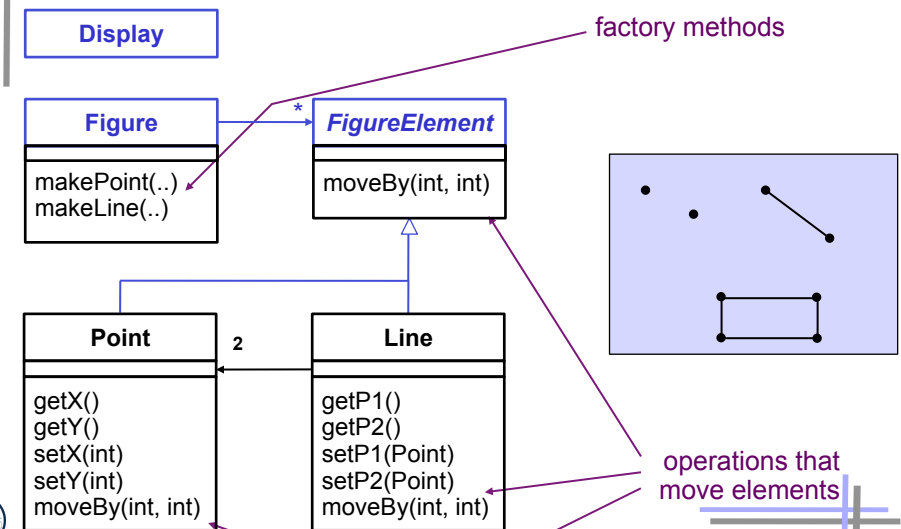 Display
factory methods
Figure
*
FigureElement
makePoint(..)
makeLine(..)
moveBy(int, int)
Point
2
Line
getX()
getY()
setX(int)
setY(int)
moveBy(int, int)
getP1()
getP2()
setP1(Point)
setP2(Point)
moveBy(int, int)
operations that
move elements